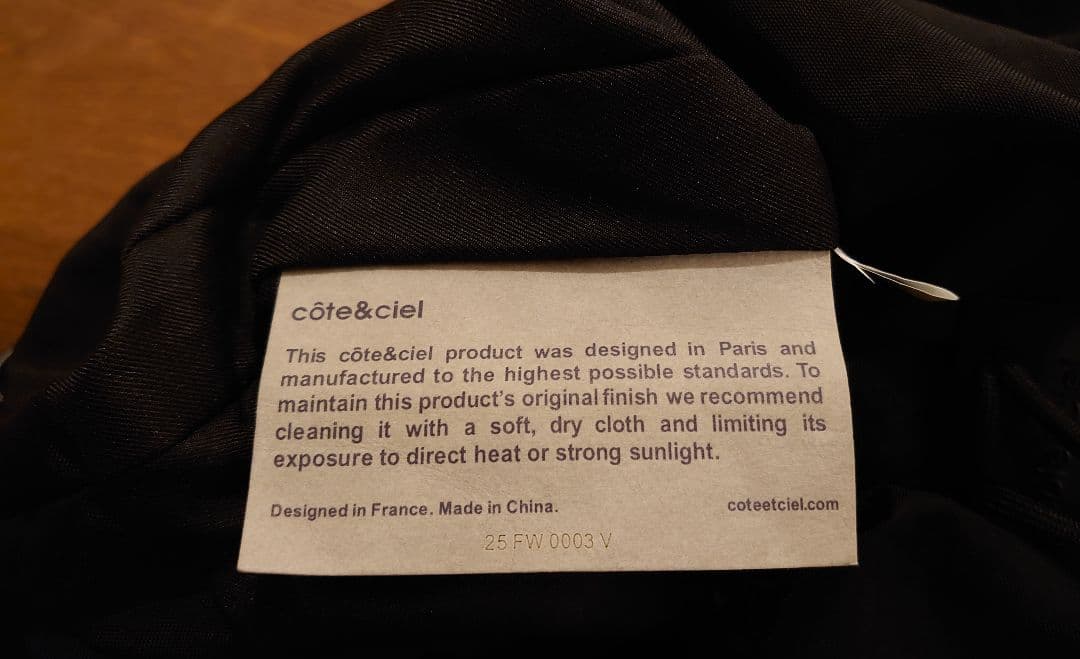 côte&ciel
This côte&ciel product was designed in Paris and
manufactured to the highest possible standards. To
maintain this product's original finish we recommend
cleaning it with a soft, dry cloth and limiting its
exposure to direct heat or strong sunlight.
Designed in France. Made in China.
coteetciel.com
25 FW 0003 V